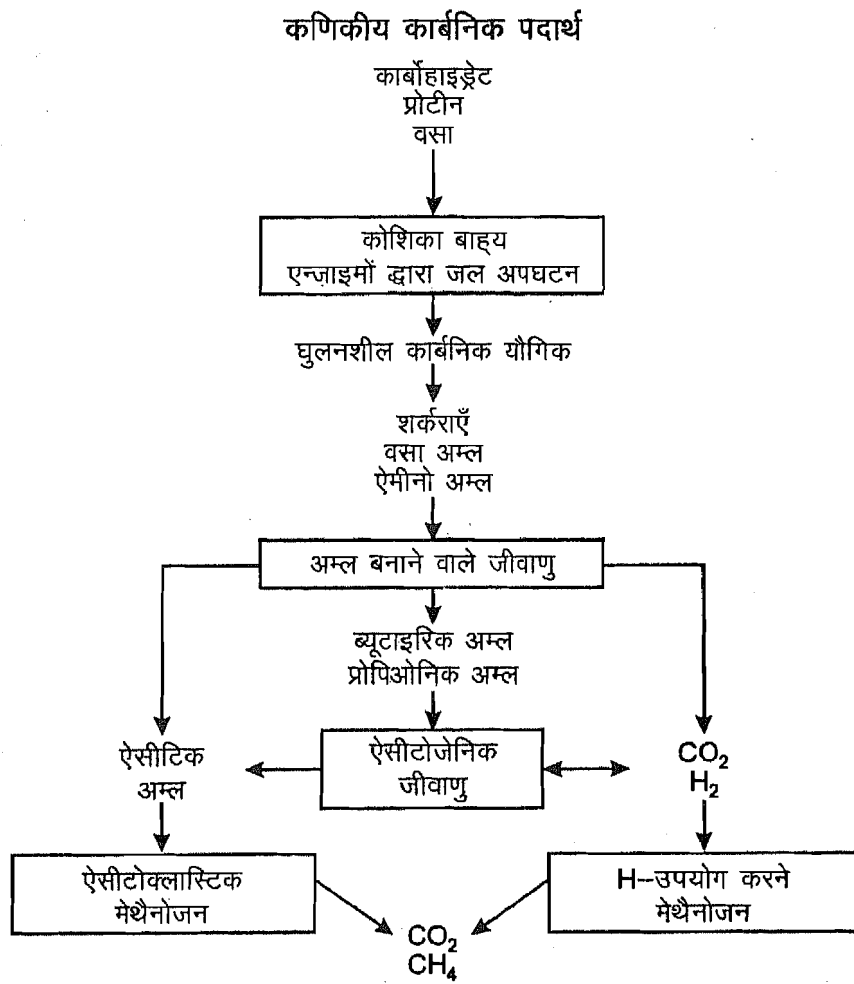 कणिकीय कार्बनिक पदार्थ
कार्बोहाइड्रेट
प्रोटीन
वसा
कोशिका बाह्य
एन्ज़ाइमों द्वारा जल अपघटन
घुलनशील कार्बनिक यौगिक
शर्कराएँ
वसा अम्ल
ऐमीनो अम्ल
अम्ल बनाने वाले जीवाणु
ब्यूटाइरिक अम्ल
प्रोपिओनिक अम्ल
ऐसीटिक
अम्ल
ऐसीटोजेनिक
जीवाणु
CO₂
H₂
ऐसीटोक्लास्टिक
मेथैनोजन
H–उपयोग करने
मेथैनोजन
CO₂
CH₄